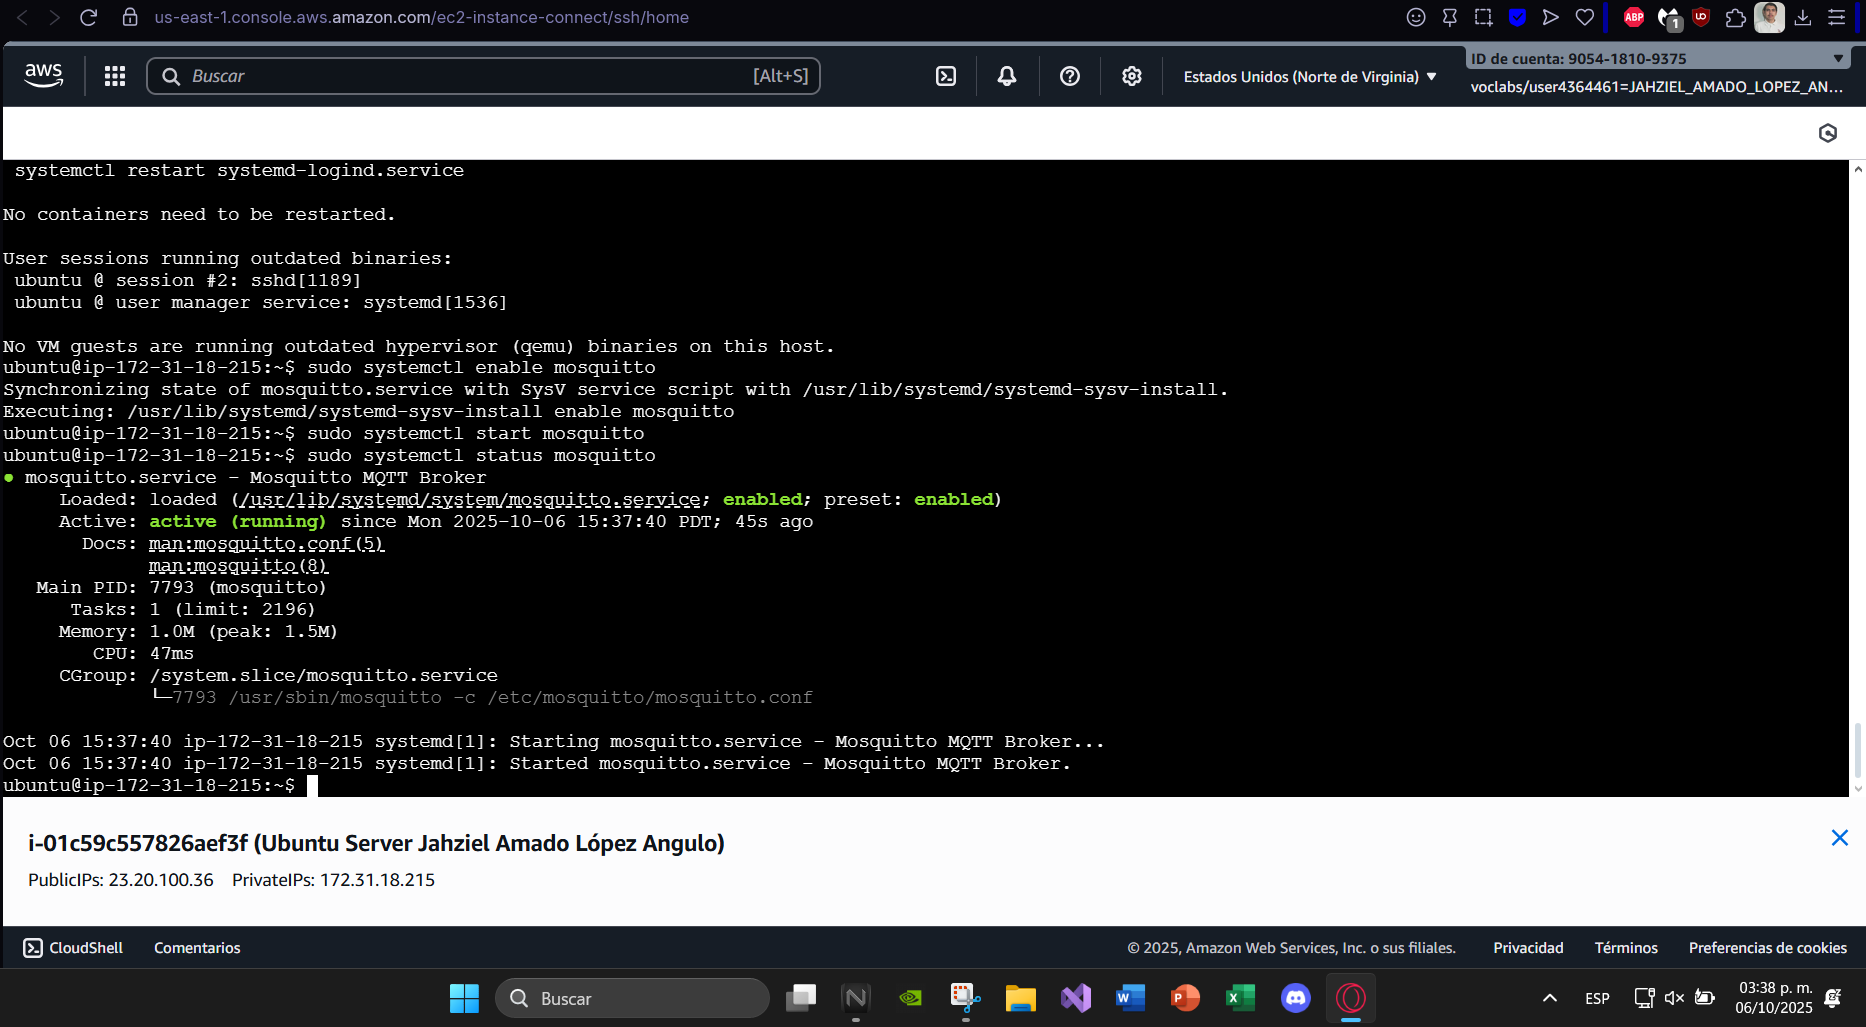 us-east-1.console.aws.amazon.com/ec2-instance-connect/ssh/home
ABP
1
aws
Buscar
[Alt+S]
Estados Unidos (Norte de Virginia)
ID de cuenta: 9054-1810-9375
voclabs/user4364461=JAHZIEL_AMADO_LOPEZ_AN...
systemctl restart systemd-logind.service
No containers need to be restarted.
User sessions running outdated binaries:
ubuntu @ session #2: sshd[1189]
ubuntu @ user manager service: systemd[1536]
No VM guests are running outdated hypervisor (qemu) binaries on this host.
ubuntu@ip-172-31-18-215:~$ sudo systemctl enable mosquitto
Synchronizing state of mosquitto.service with SysV service script with /usr/lib/systemd/systemd-sysv-install.
Executing: /usr/lib/systemd/systemd-sysv-install enable mosquitto
ubuntu@ip-172-31-18-215:~$ sudo systemctl start mosquitto
ubuntu@ip-172-31-18-215:~$ sudo systemctl status mosquitto
● mosquitto.service - Mosquitto MQTT Broker
Loaded: loaded (/usr/lib/systemd/system/mosquitto.service; enabled; preset: enabled)
Active: active (running) since Mon 2025-10-06 15:37:40 PDT; 45s ago
Docs: man:mosquitto.conf(5)
man:mosquitto(8)
Main PID: 7793 (mosquitto)
Tasks: 1 (limit: 2196)
Memory: 1.0M (peak: 1.5M)
CPU: 47ms
CGroup: /system.slice/mosquitto.service
└─7793 /usr/sbin/mosquitto -c /etc/mosquitto/mosquitto.conf
Oct 06 15:37:40 ip-172-31-18-215 systemd[1]: Starting mosquitto.service - Mosquitto MQTT Broker...
Oct 06 15:37:40 ip-172-31-18-215 systemd[1]: Started mosquitto.service - Mosquitto MQTT Broker.
ubuntu@ip-172-31-18-215:~$
i-01c59c557826aef3f (Ubuntu Server Jahziel Amado López Angulo)
PublicIPs: 23.20.100.36 PrivateIPs: 172.31.18.215
CloudShell
Comentarios
© 2025, Amazon Web Services, Inc. o sus filiales.
Privacidad
Términos
Preferencias de cookies
Buscar
ESP
03:38 p. m.
06/10/2025